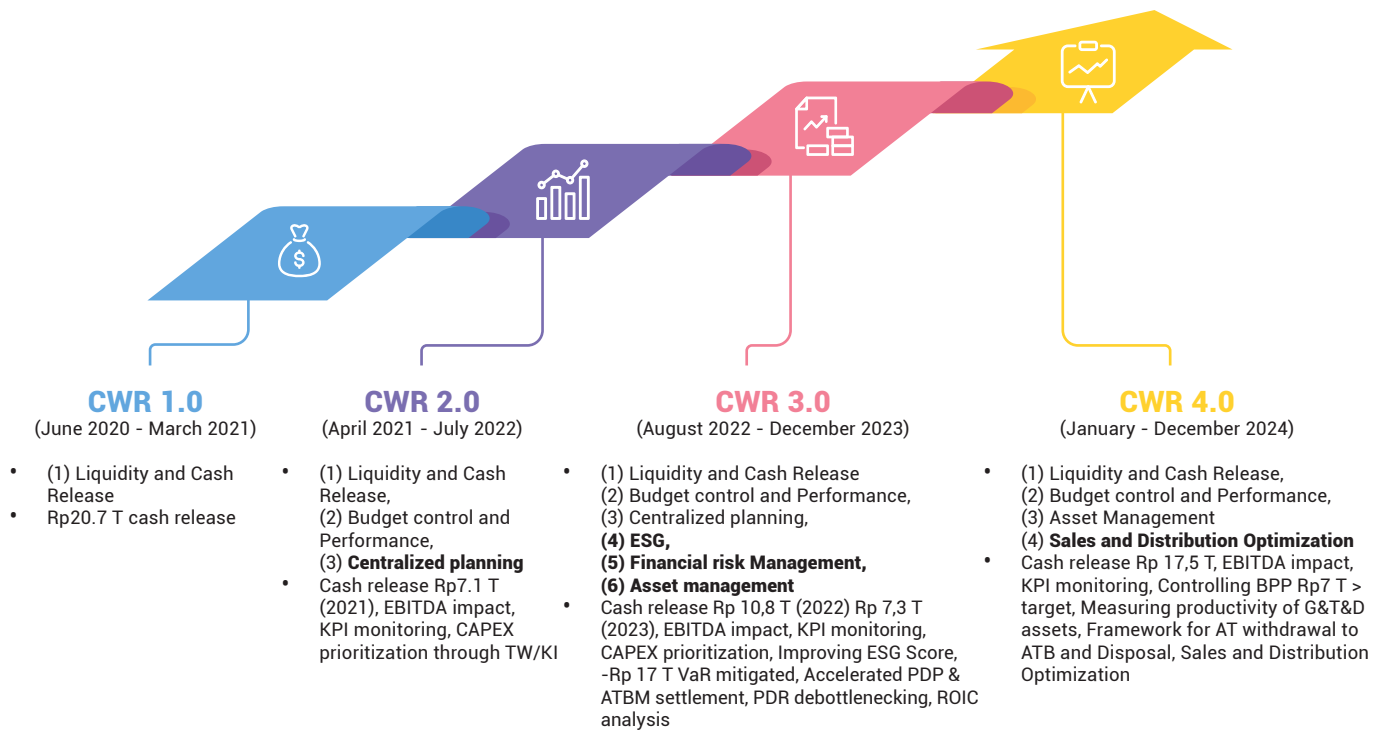 CWR 1.0
(June 2020 - March 2021)
• (1) Liquidity and Cash
Release
• Rp20.7 T cash release
CWR 2.0
(April 2021 - July 2022)
• (1) Liquidity and Cash
Release,
(2) Budget control and
Performance,
(3) Centralized planning
• Cash release Rp7.1 T
(2021), EBITDA impact,
KPI monitoring, CAPEX
prioritization through TW/KI
CWR 3.0
(August 2022 - December 2023)
• (1) Liquidity and Cash Release
(2) Budget control and Performance,
(3) Centralized planning,
(4) ESG,
(5) Financial risk Management,
(6) Asset management
• Cash release Rp 10,8 T (2022) Rp 7,3 T
(2023), EBITDA impact, KPI monitoring,
CAPEX prioritization, Improving ESG Score,
-Rp 17 T VaR mitigated, Accelerated PDP &
ATBM settlement, PDR debottlenecking, ROIC
analysis
CWR 4.0
(January - December 2024)
• (1) Liquidity and Cash Release,
(2) Budget control and Performance,
(3) Asset Management
(4) Sales and Distribution Optimization
• Cash release Rp 17,5 T, EBITDA impact,
KPI monitoring, Controlling BPP Rp7 T >
target, Measuring productivity of G&T&D
assets, Framework for AT withdrawal to
ATB and Disposal, Sales and Distribution
Optimization